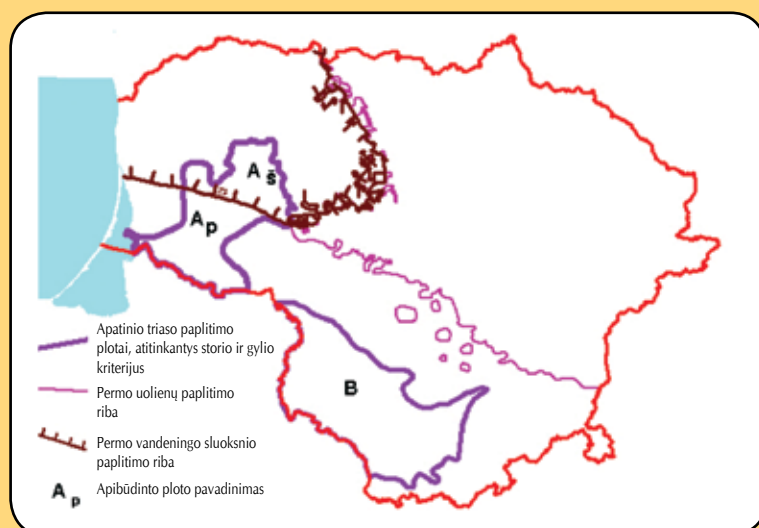 A š
A p
B
Apatinio triaso paplitimo
plotai, atitinkantys storio ir gylio
kriterijus
Permo uolienų paplitimo
riba
Permo vandeningo sluoksnio
paplitimo riba
A p Apibūdinto ploto pavadinimas